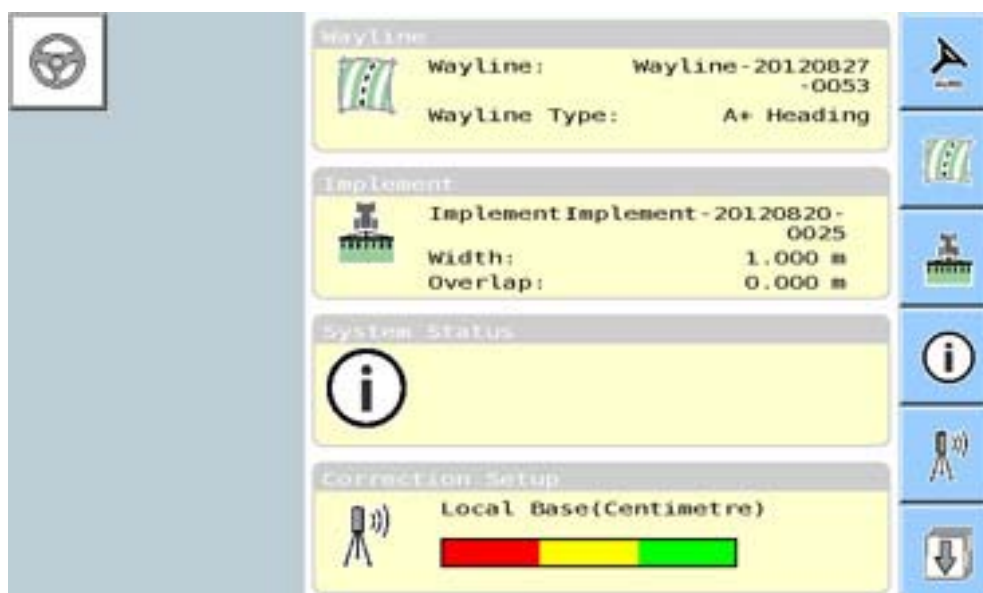 Wayline
Wayline: Wayline-20120827
-0053
Wayline Type: A+ Heading
Implement
Implement Implement-20120820-
0025
Width: 1.000 m
Overlap: 0.000 m
System Status
Correction Setup
Local Base(Centimetre)
AUTO